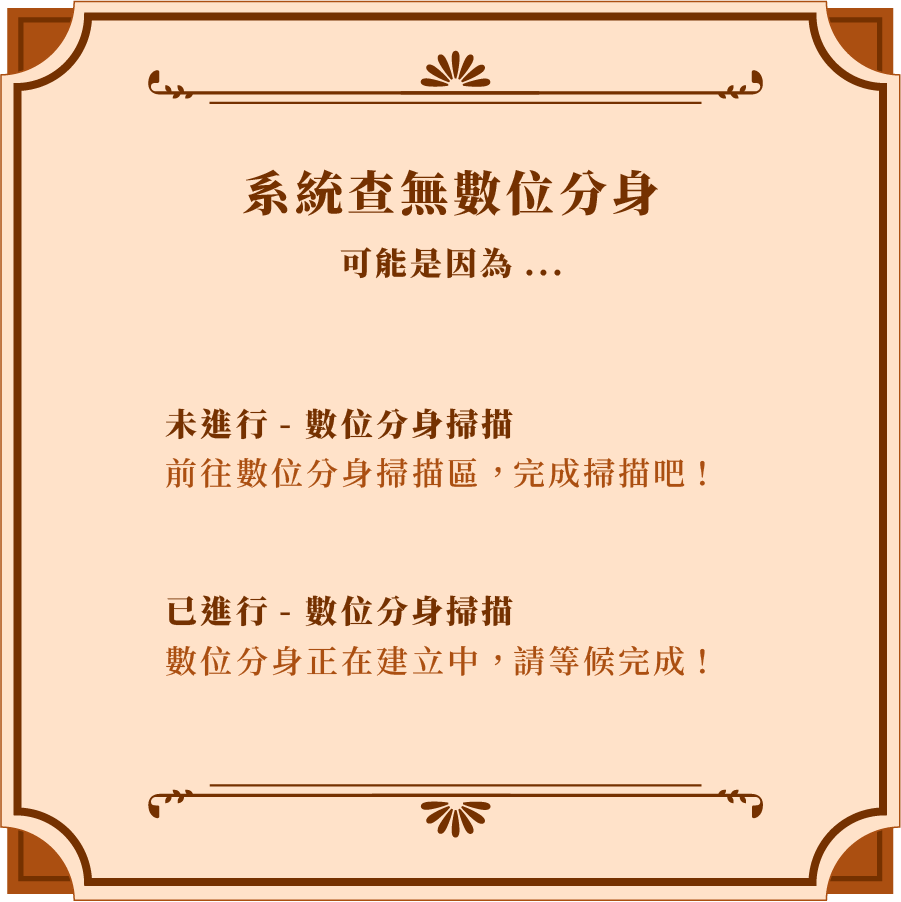 系統查無數位分身
可能是因為 ...
未進行 - 數位分身掃描
前往數位分身掃描區，完成掃描吧！
已進行 - 數位分身掃描
數位分身正在建立中，請等候完成！